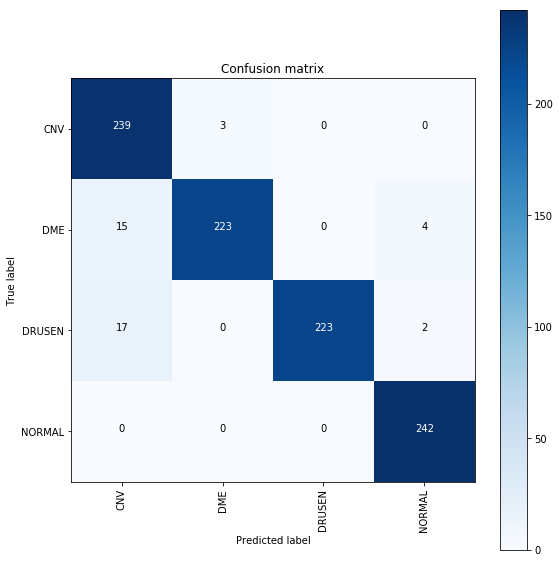 Confusion matrix
True label
CNV 239 3 0 0
DME 15 223 0 4
DRUSEN 17 0 223 2
NORMAL 0 0 0 242
CNV DME DRUSEN NORMAL
Predicted label
200
150
100
50
0